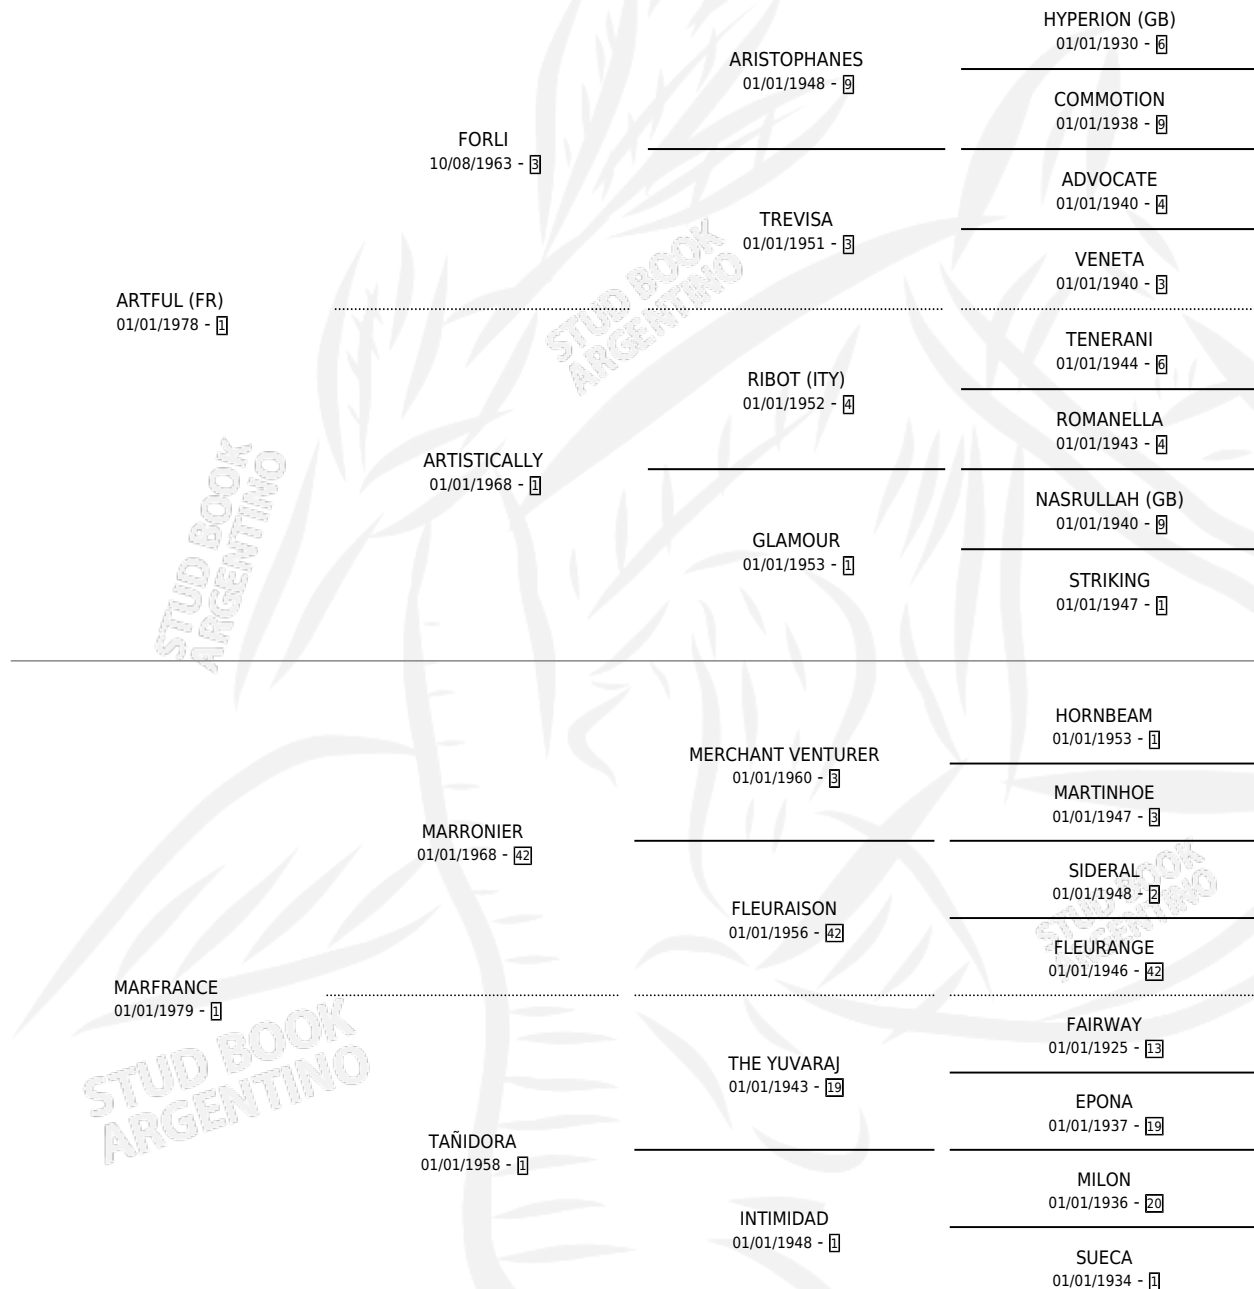 HYPERION (GB)
01/01/1930 - 6
ARISTOPHANES
01/01/1948 - 9
COMMOTION
01/01/1938 - 9
FORLI
10/08/1963 - 3
ADVOCATE
01/01/1940 - 4
TREVISA
01/01/1951 - 3
VENETA
01/01/1940 - 3
ARTFUL (FR)
01/01/1978 - 1
STUD BOOK
ARGENTINO
TENERANI
01/01/1944 - 6
RIBOT (ITY)
01/01/1952 - 4
ROMANELLA
01/01/1943 - 4
ARTISTICALLY
01/01/1968 - 1
NASRULLAH (GB)
01/01/1940 - 9
GLAMOUR
01/01/1953 - 1
STRIKING
01/01/1947 - 1
STUD BOOK
ARGENTINO
HORNBEAM
01/01/1953 - 1
MERCHANT VENTURER
01/01/1960 - 3
MARTINHOE
01/01/1947 - 3
MARRONIER
01/01/1968 - 42
SIDERAL
01/01/1948 - 2
FLEURAISON
01/01/1956 - 42
STUD BOOK
ARGENTINO
FLEURANGE
01/01/1946 - 42
MARFRANCE
01/01/1979 - 1
STUD BOOK
ARGENTINO
FAIRWAY
01/01/1925 - 13
THE YUVARAJ
01/01/1943 - 19
EPONA
01/01/1937 - 19
TAÑIDORA
01/01/1958 - 1
MILON
01/01/1936 - 20
INTIMIDAD
01/01/1948 - 1
SUECA
01/01/1934 - 1